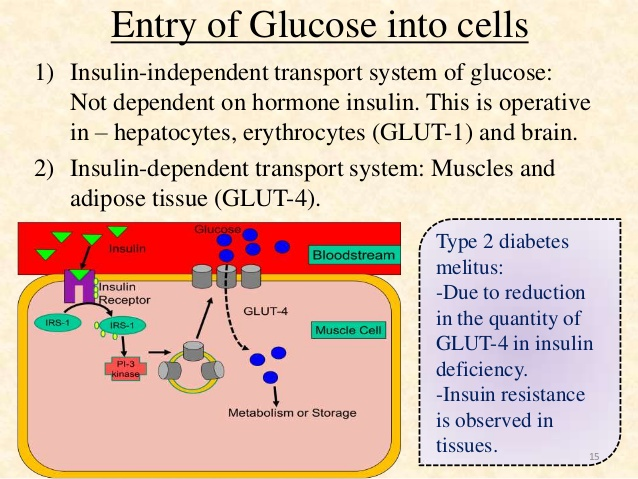 Entry of Glucose into cells
1) Insulin-independent transport system of glucose:
Not dependent on hormone insulin. This is operative
in – hepatocytes, erythrocytes (GLUT-1) and brain.
2) Insulin-dependent transport system: Muscles and
adipose tissue (GLUT-4).
Glucose
Insulin
Bloodstream
Insulin
Receptor
GLUT-4
IRS-1
IRS-1
Muscle Cell
PI-3
kinase
Metabolism or Storage
Type 2 diabetes
melitus:
-Due to reduction
in the quantity of
GLUT-4 in insulin
deficiency.
-Insuin resistance
is observed in
tissues.
15